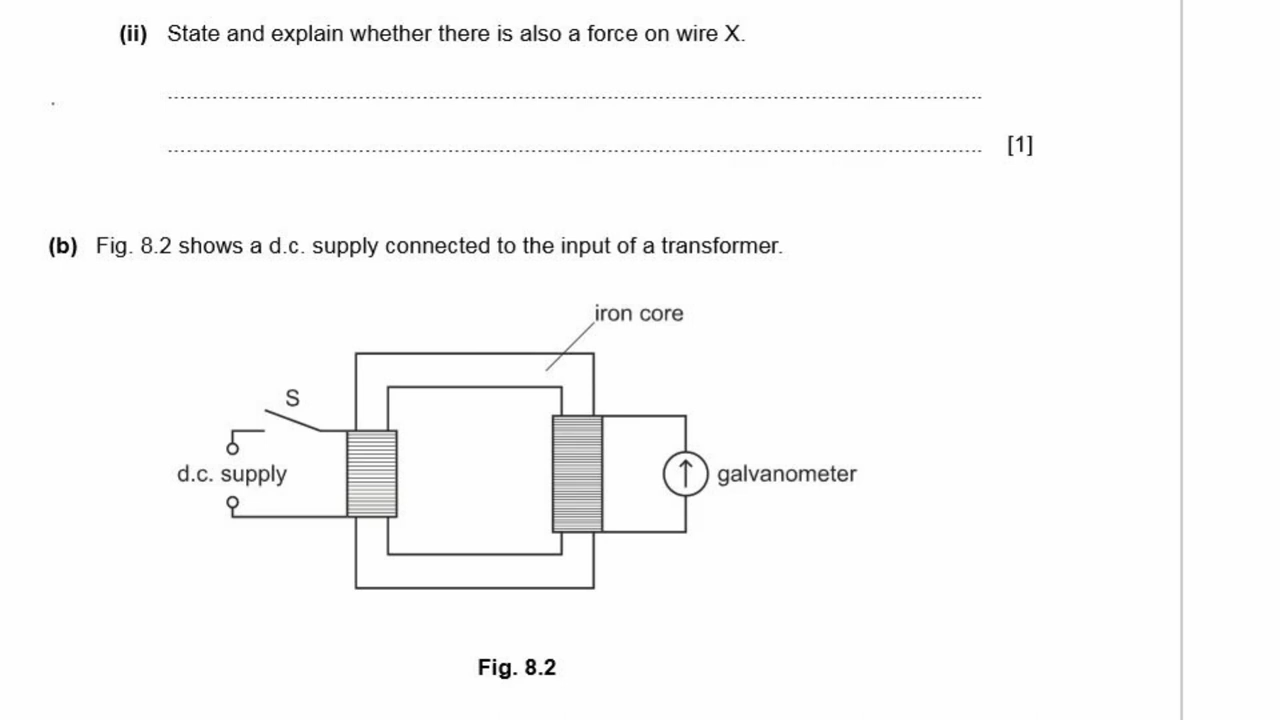 (ii) State and explain whether there is also a force on wire X.
[1]
(b) Fig. 8.2 shows a d.c. supply connected to the input of a transformer.
iron core
S
d.c. supply
galvanometer
Fig. 8.2